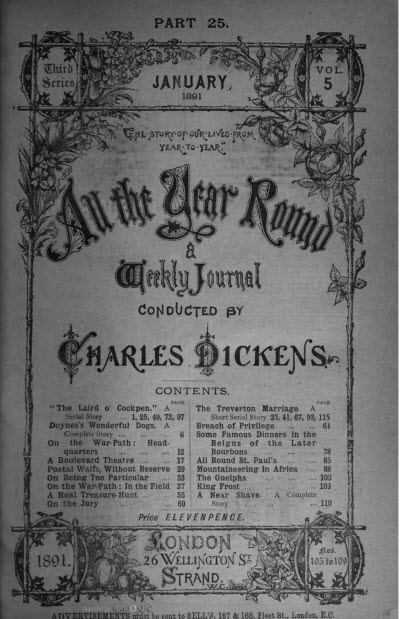 PART 25.
Third
Series
JANUARY,
1891
VOL.
5
"THE·STORY·OF·OUR·LIVES·FROM
YEAR·TO·YEAR."
All the Year Round
a
Weekly Journal
CONDUCTED BY
CHARLES DICKENS.
CONTENTS.
PAGE
"The Laird o' Cockpen." A
Serial Story ... 1, 25, 49, 73, 97
Doynes's Wonderful Dogs. A
Complete Story ... ... ... 6
On the War-Path: Head-
quarters ... ... ... 12
A Boulevard Theatre ... ... 17
Postal Waifs, Without Reserve 29
On Being Too Particular ... 33
On the War-Path: In the Field 37
A Real Treasure-Hunt ... 55
On the Jury ... ... ... 60
PAGE
The Treverton Marriage. A
Short Serial Story 23, 41, 67, 93, 115
Breach of Privilege ... ... 64
Some Famous Dinners in the
Reigns of the Later
Bourbons ... ... ... 78
All Round St. Paul's ... ... 85
Mountaineering in Africa ... 88
The Guelphs ... ... ... 103
King Frost ... ... ... 103
A Near Shave. A Complete
Story ... ... ... ... 110
Price ELEVENPENCE.
1891.
LONDON
26 WELLINGTON ST.
STRAND.
W.C.
Nos.
105 to 109
ADVERTISEMENTS must be sent to SELL'S, 167 & 168, Fleet St., London, E.C.